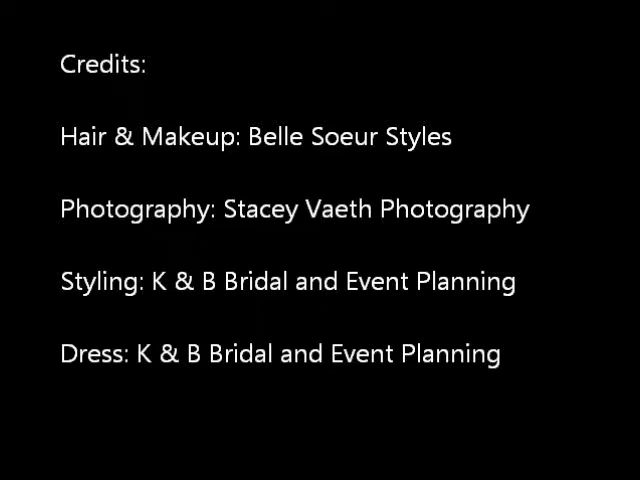 Credits:
Hair & Makeup: Belle Soeur Styles
Photography: Stacey Vaeth Photography
Styling: K & B Bridal and Event Planning
Dress: K & B Bridal and Event Planning